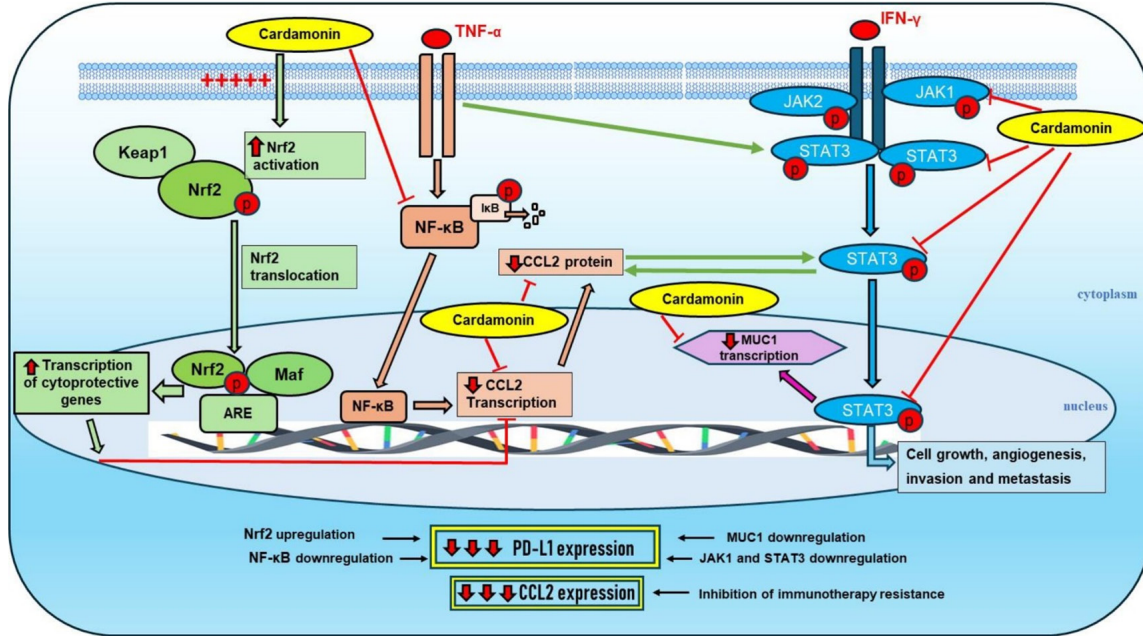 Cardamonin
TNF-α
IFN-γ
+++++
JAK2
p
JAK1
p
Cardamonin
Keap1
Nrf2
activation
STAT3
p
STAT3
p
Nrf2
p
p
IκB
NF-κB
Nrf2
translocation
CCL2 protein
STAT3
p
cytoplasm
Cardamonin
Cardamonin
MUC1
transcription
Transcription
of cytoprotective
genes
Nrf2
p
Maf
ARE
NF-κB
CCL2
Transcription
STAT3
p
nucleus
Cell growth, angiogenesis,
invasion and metastasis
Nrf2 upregulation
NF-κB downregulation
PD-L1 expression
MUC1 downregulation
JAK1 and STAT3 downregulation
CCL2 expression
Inhibition of immunotherapy resistance